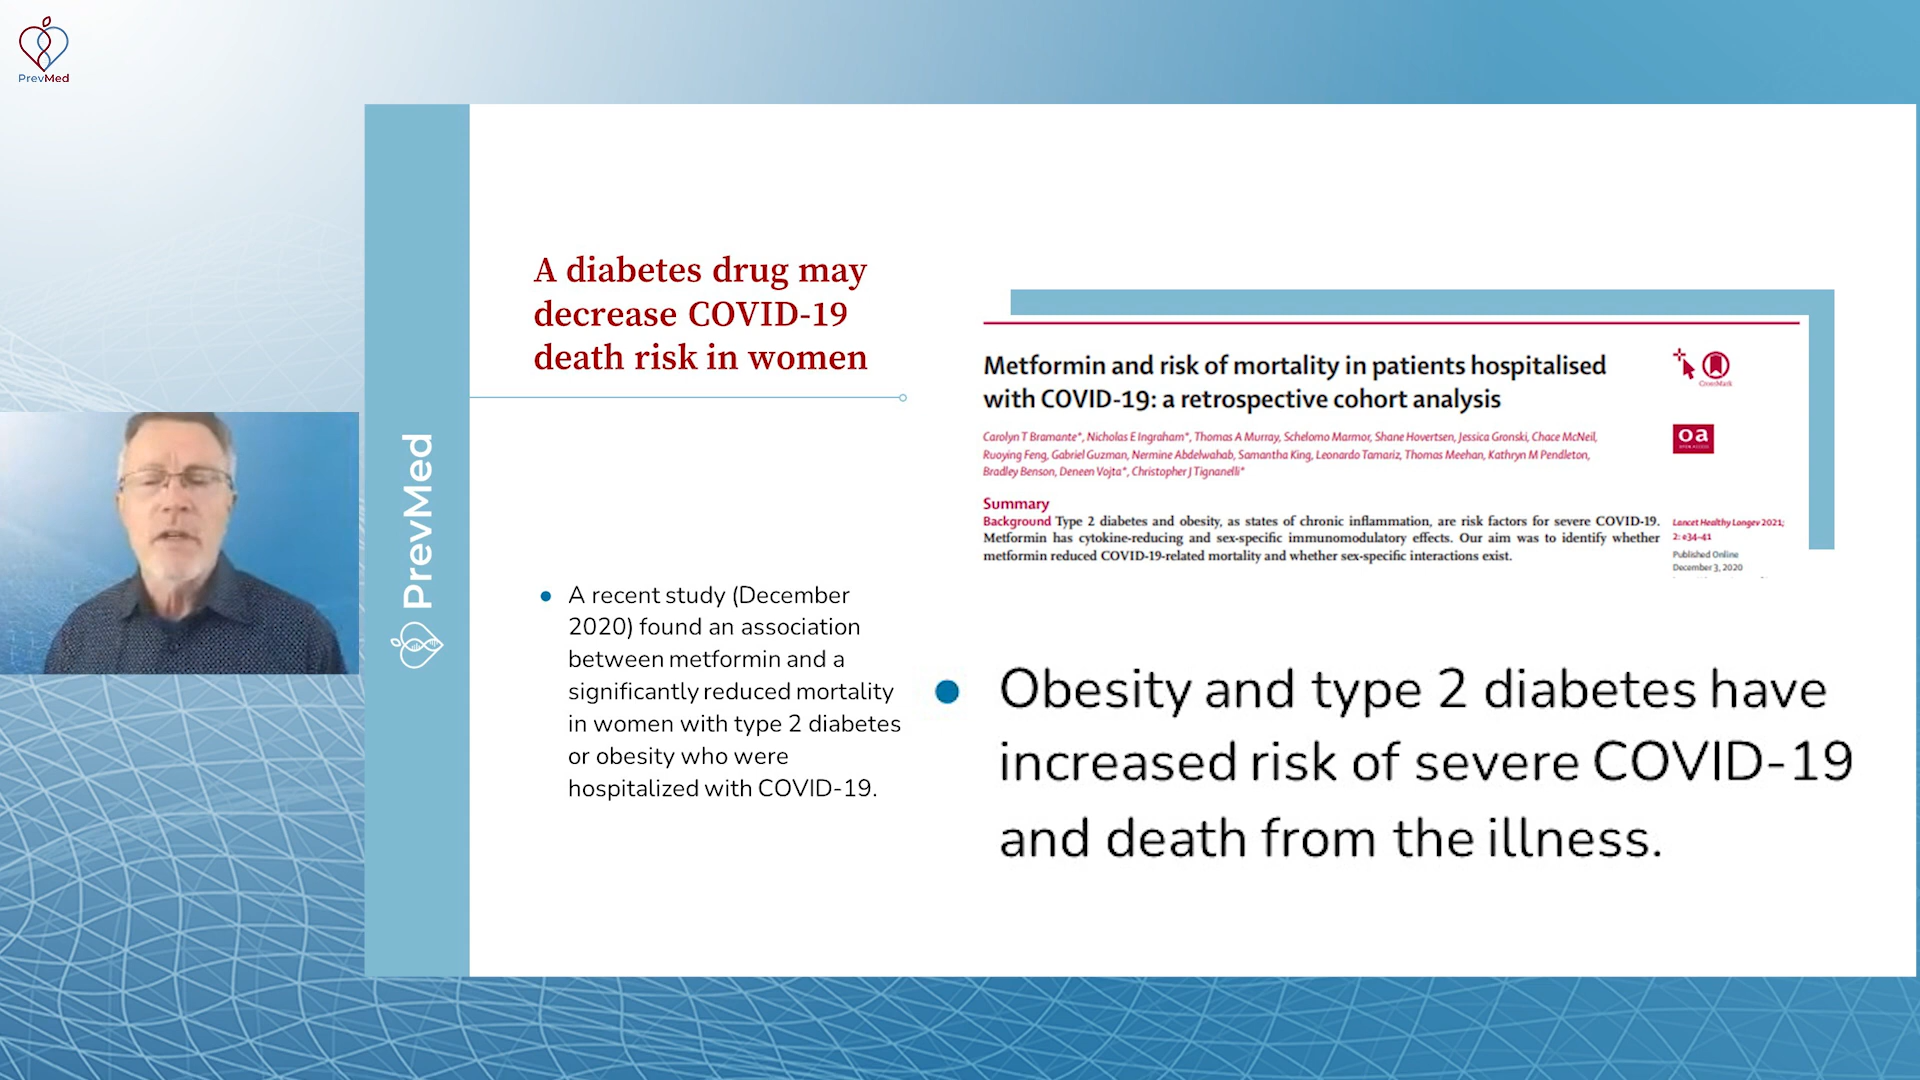 PrevMed
PrevMed
A diabetes drug may
decrease COVID-19
death risk in women
A recent study (December
2020) found an association
between metformin and a
significantly reduced mortality
in women with type 2 diabetes
or obesity who were
hospitalized with COVID-19.
Metformin and risk of mortality in patients hospitalised
with COVID-19: a retrospective cohort analysis
CrossMark
oa
OPEN ACCESS
Carolyn T Bramante*, Nicholas E Ingraham*, Thomas A Murray, Schelomo Marmor, Shane Hovertsen, Jessica Gronski, Chace McNeil,
Ruoying Feng, Gabriel Guzman, Nermine Abdelwahab, Samantha King, Leonardo Tamariz, Thomas Meehan, Kathryn M Pendleton,
Bradley Benson, Deneen Vojta*, Christopher J Tignanelli*
Summary
Background Type 2 diabetes and obesity, as states of chronic inflammation, are risk factors for severe COVID-19.
Metformin has cytokine-reducing and sex-specific immunomodulatory effects. Our aim was to identify whether
metformin reduced COVID-19-related mortality and whether sex-specific interactions exist.
Lancet Healthy Longev 2021;
2: e34–41
Published Online
December 3, 2020
Obesity and type 2 diabetes have
increased risk of severe COVID-19
and death from the illness.